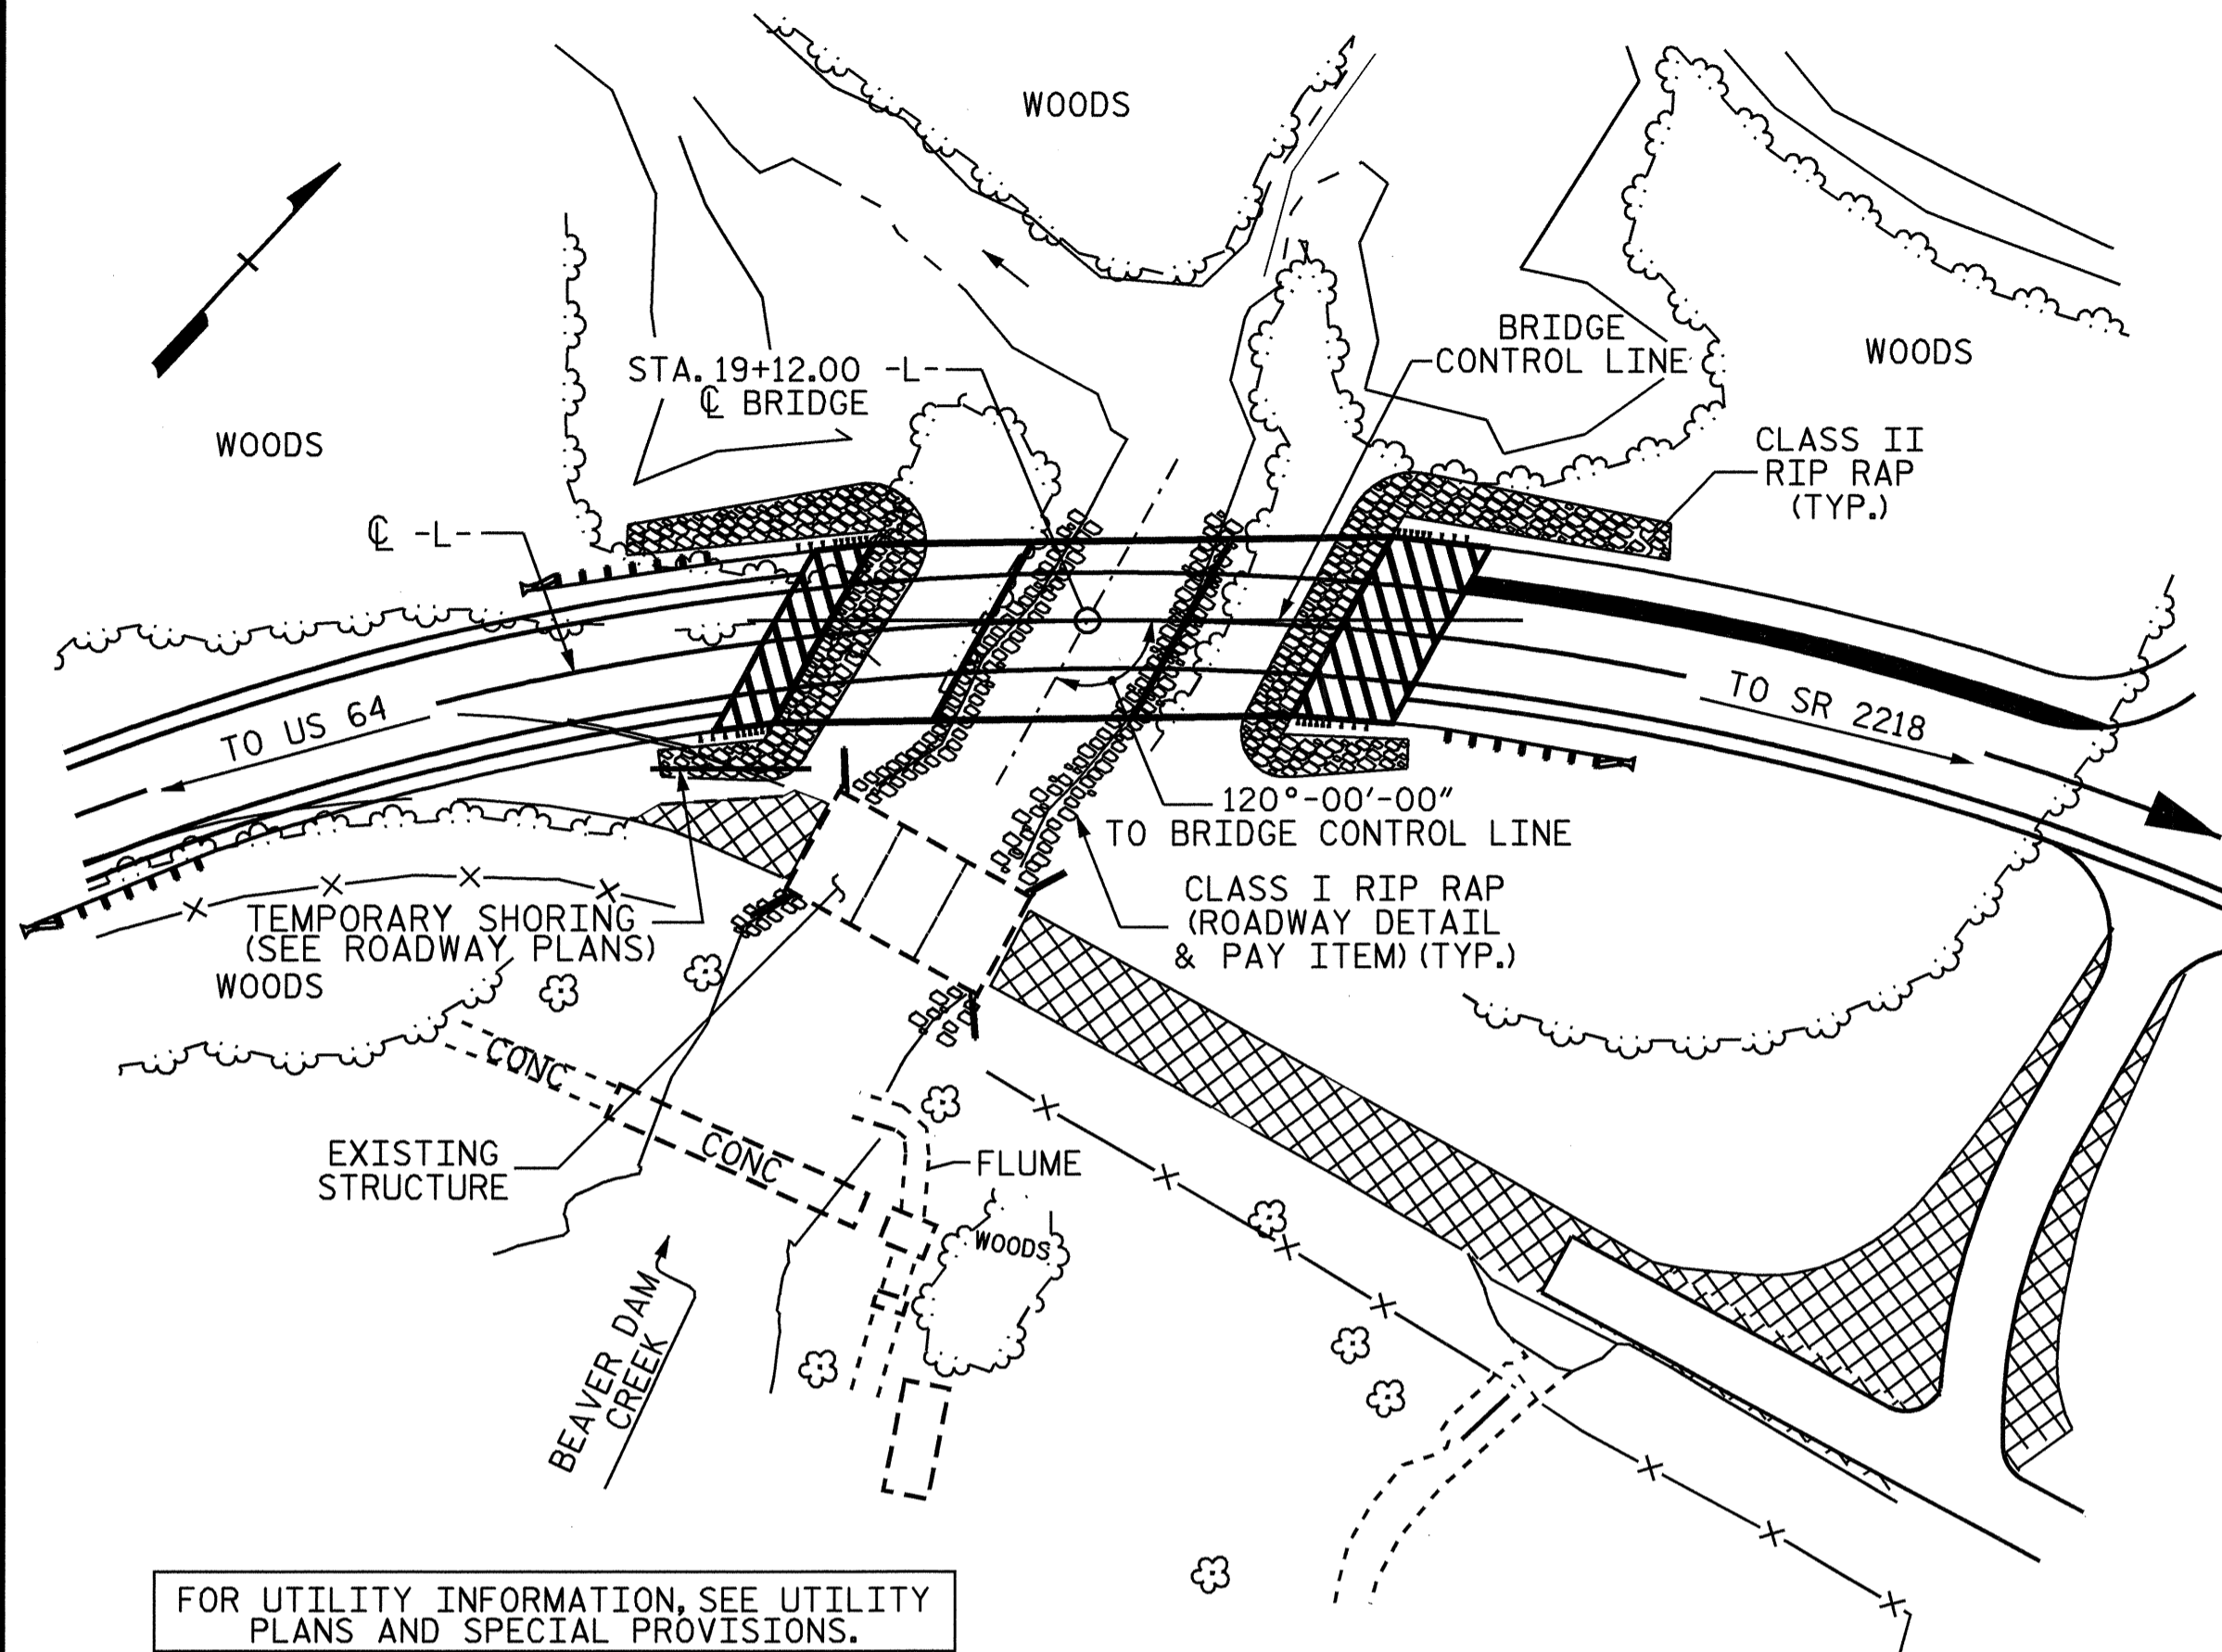 WOODS
BRIDGE
CONTROL LINE
WOODS
STA. 19+12.00 -L-
℄ BRIDGE
WOODS
CLASS II
RIP RAP
(TYP.)
℄ -L-
TO US 64
TO SR 2218
120°-00'-00"
TO BRIDGE CONTROL LINE
CLASS I RIP RAP
(ROADWAY DETAIL
& PAY ITEM) (TYP.)
TEMPORARY SHORING
(SEE ROADWAY PLANS)
WOODS
CONC
CONC
EXISTING
STRUCTURE
FLUME
WOODS
BEAVER DAM
CREEK
FOR UTILITY INFORMATION, SEE UTILITY
PLANS AND SPECIAL PROVISIONS.